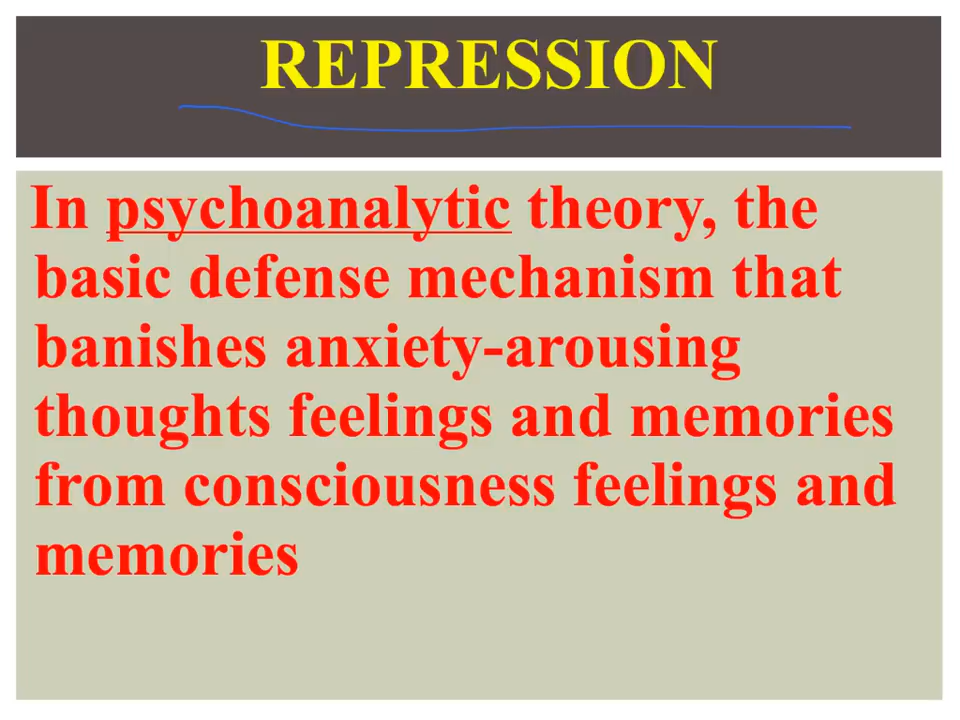 REPRESSION
In psychoanalytic theory, the
basic defense mechanism that
banishes anxiety-arousing
thoughts feelings and memories
from consciousness feelings and
memories